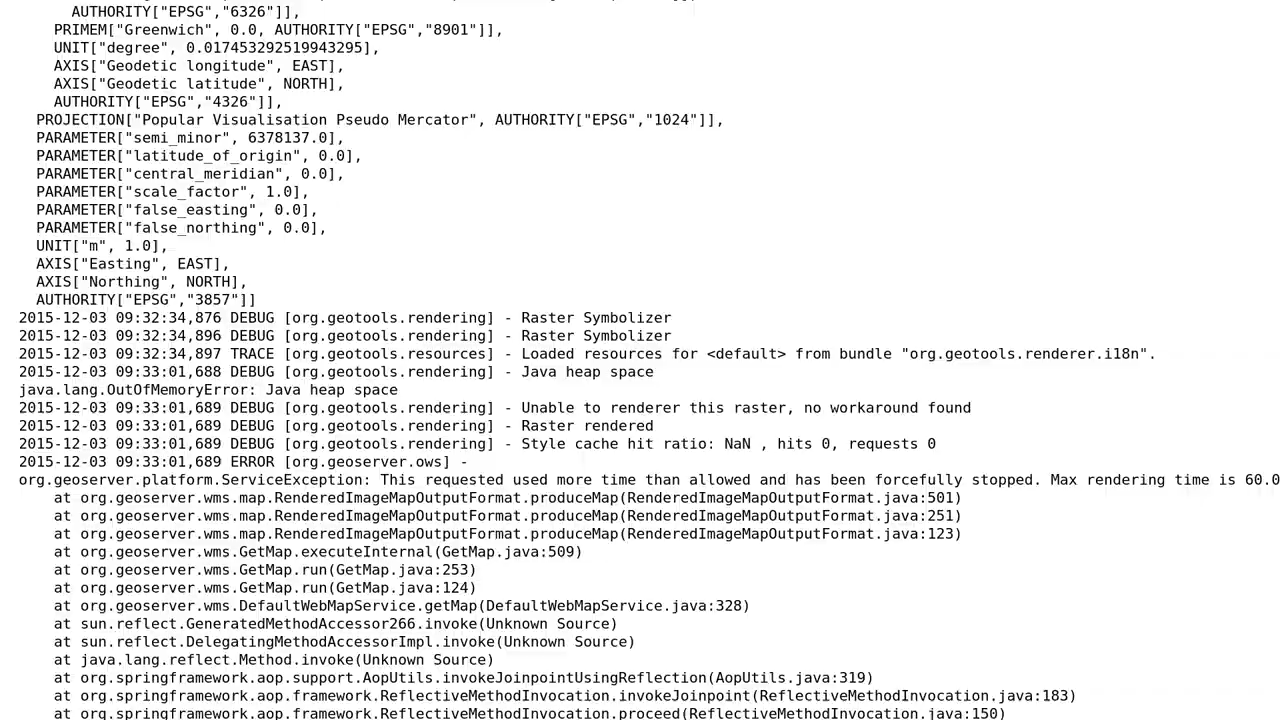 AUTHORITY["EPSG","6326"]],
PRIMEM["Greenwich", 0.0, AUTHORITY["EPSG","8901"]],
UNIT["degree", 0.017453292519943295],
AXIS["Geodetic longitude", EAST],
AXIS["Geodetic latitude", NORTH],
AUTHORITY["EPSG","4326"]],
PROJECTION["Popular Visualisation Pseudo Mercator", AUTHORITY["EPSG","1024"]],
PARAMETER["semi_minor", 6378137.0],
PARAMETER["latitude_of_origin", 0.0],
PARAMETER["central_meridian", 0.0],
PARAMETER["scale_factor", 1.0],
PARAMETER["false_easting", 0.0],
PARAMETER["false_northing", 0.0],
UNIT["m", 1.0],
AXIS["Easting", EAST],
AXIS["Northing", NORTH],
AUTHORITY["EPSG","3857"]]
2015-12-03 09:32:34,876 DEBUG [org.geotools.rendering] - Raster Symbolizer
2015-12-03 09:32:34,896 DEBUG [org.geotools.rendering] - Raster Symbolizer
2015-12-03 09:32:34,897 TRACE [org.geotools.resources] - Loaded resources for <default> from bundle "org.geotools.renderer.i18n".
2015-12-03 09:33:01,688 DEBUG [org.geotools.rendering] - Java heap space
java.lang.OutOfMemoryError: Java heap space
2015-12-03 09:33:01,689 DEBUG [org.geotools.rendering] - Unable to renderer this raster, no workaround found
2015-12-03 09:33:01,689 DEBUG [org.geotools.rendering] - Raster rendered
2015-12-03 09:33:01,689 DEBUG [org.geotools.rendering] - Style cache hit ratio: NaN , hits 0, requests 0
2015-12-03 09:33:01,689 ERROR [org.geoserver.ows] -
org.geoserver.platform.ServiceException: This requested used more time than allowed and has been forcefully stopped. Max rendering time is 60.0
at org.geoserver.wms.map.RenderedImageMapOutputFormat.produceMap(RenderedImageMapOutputFormat.java:501)
at org.geoserver.wms.map.RenderedImageMapOutputFormat.produceMap(RenderedImageMapOutputFormat.java:251)
at org.geoserver.wms.map.RenderedImageMapOutputFormat.produceMap(RenderedImageMapOutputFormat.java:123)
at org.geoserver.wms.GetMap.executeInternal(GetMap.java:509)
at org.geoserver.wms.GetMap.run(GetMap.java:253)
at org.geoserver.wms.GetMap.run(GetMap.java:124)
at org.geoserver.wms.DefaultWebMapService.getMap(DefaultWebMapService.java:328)
at sun.reflect.GeneratedMethodAccessor266.invoke(Unknown Source)
at sun.reflect.DelegatingMethodAccessorImpl.invoke(Unknown Source)
at java.lang.reflect.Method.invoke(Unknown Source)
at org.springframework.aop.support.AopUtils.invokeJoinpointUsingReflection(AopUtils.java:319)
at org.springframework.aop.framework.ReflectiveMethodInvocation.invokeJoinpoint(ReflectiveMethodInvocation.java:183)
at org.springframework.aop.framework.ReflectiveMethodInvocation.proceed(ReflectiveMethodInvocation.java:150)